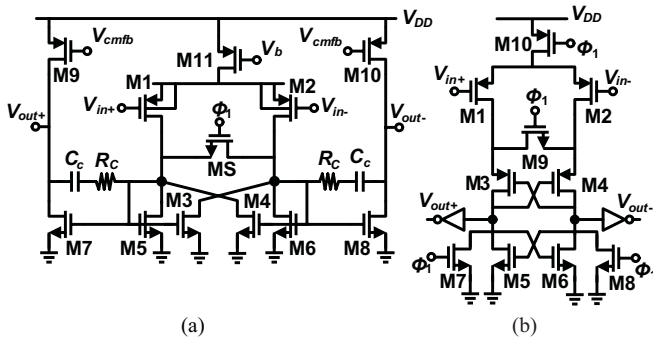 V_DD
V_cmfb
M9
M11
V_b
V_cmfb
M10
M1
M2
V_in+
V_in-
V_out+
V_out-
Φ1
MS
C_c
R_C
R_C
C_c
M3
M4
M7
M5
M6
M8
(a)
V_DD
M10
Φ1
V_in+
V_in-
M1
Φ1
M2
M9
M3
M4
V_out+
V_out-
Φ1
M7
M5
M6
M8
(b)